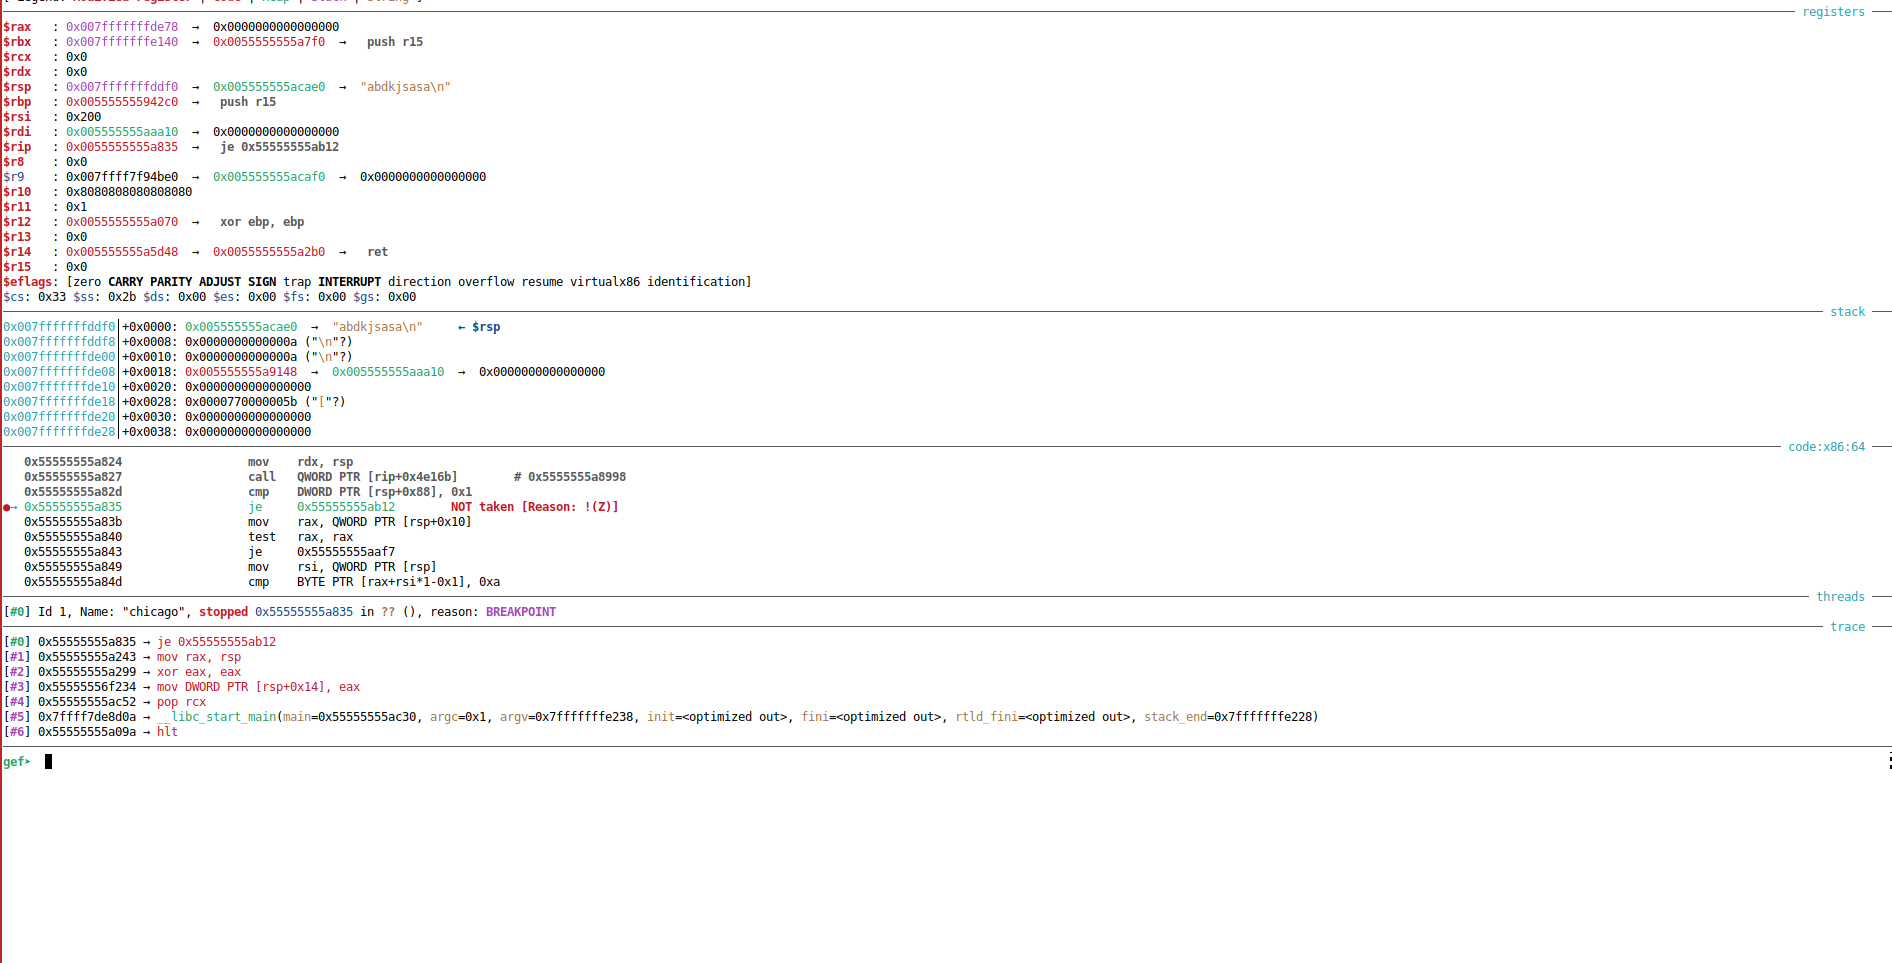 [ Legend: Modified register | Code | Heap | Stack | String ]
registers
$rax   : 0x007fffffffde78  →  0x0000000000000000
$rbx   : 0x007fffffffe140  →  0x0055555555a7f0  →   push r15
$rcx   : 0x0
$rdx   : 0x0
$rsp   : 0x007fffffffddf0  →  0x005555555acae0  →  "abdkjsasa\n"
$rbp   : 0x005555555942c0  →   push r15
$rsi   : 0x200
$rdi   : 0x005555555aaa10  →  0x0000000000000000
$rip   : 0x0055555555a835  →   je 0x55555555ab12
$r8    : 0x0
$r9    : 0x007ffff7f94be0  →  0x005555555acaf0  →  0x0000000000000000
$r10   : 0x8080808080808080
$r11   : 0x1
$r12   : 0x0055555555a070  →   xor ebp, ebp
$r13   : 0x0
$r14   : 0x005555555a5d48  →  0x0055555555a2b0  →   ret
$r15   : 0x0
$eflags: [zero CARRY PARITY ADJUST SIGN trap INTERRUPT direction overflow resume virtualx86 identification]
$cs: 0x33 $ss: 0x2b $ds: 0x00 $es: 0x00 $fs: 0x00 $gs: 0x00
stack
0x007fffffffddf0│+0x0000: 0x005555555acae0  →  "abdkjsasa\n"     ← $rsp
0x007fffffffddf8│+0x0008: 0x0000000000000a ("\n"?)
0x007fffffffde00│+0x0010: 0x0000000000000a ("\n"?)
0x007fffffffde08│+0x0018: 0x005555555a9148  →  0x005555555aaa10  →  0x0000000000000000
0x007fffffffde10│+0x0020: 0x0000000000000000
0x007fffffffde18│+0x0028: 0x0000770000005b ("["?)
0x007fffffffde20│+0x0030: 0x0000000000000000
0x007fffffffde28│+0x0038: 0x0000000000000000
code:x86:64
0x55555555a824                  mov    rdx, rsp
0x55555555a827                  call   QWORD PTR [rip+0x4e16b]        # 0x5555555a8998
0x55555555a82d                  cmp    DWORD PTR [rsp+0x88], 0x1
●→ 0x55555555a835                  je     0x55555555ab12        NOT taken [Reason: !(Z)]
0x55555555a83b                  mov    rax, QWORD PTR [rsp+0x10]
0x55555555a840                  test   rax, rax
0x55555555a843                  je     0x55555555aaf7
0x55555555a849                  mov    rsi, QWORD PTR [rsp]
0x55555555a84d                  cmp    BYTE PTR [rax+rsi*1-0x1], 0xa
threads
[#0] Id 1, Name: "chicago", stopped 0x55555555a835 in ?? (), reason: BREAKPOINT
trace
[#0] 0x55555555a835 → je 0x55555555ab12
[#1] 0x55555555a243 → mov rax, rsp
[#2] 0x55555555a299 → xor eax, eax
[#3] 0x55555556f234 → mov DWORD PTR [rsp+0x14], eax
[#4] 0x55555555ac52 → pop rcx
[#5] 0x7ffff7de8d0a → __libc_start_main(main=0x55555555ac30, argc=0x1, argv=0x7fffffffe238, init=<optimized out>, fini=<optimized out>, rtld_fini=<optimized out>, stack_end=0x7fffffffe228)
[#6] 0x55555555a09a → hlt
gef➤